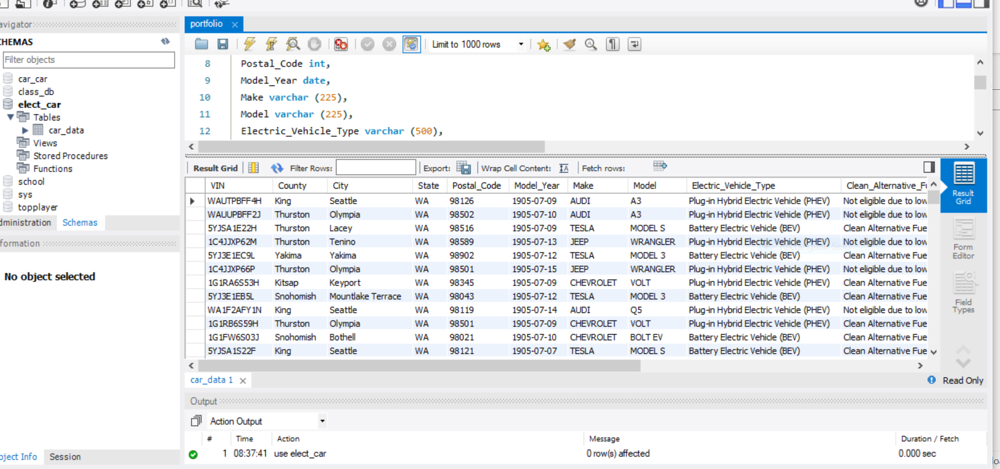 avigator
portfolio ×
CHEMAS
Filter objects
car_car
class_db
elect_car
Tables
car_data
Views
Stored Procedures
Functions
school
sys
topplayer
dministration Schemas
formation
No object selected
bject Info Session
Limit to 1000 rows
8 Postal_Code int,
9 Model_Year date,
10 Make varchar (225),
11 Model varchar (225),
12 Electric_Vehicle_Type varchar (500),
Result Grid Filter Rows: Export: Wrap Cell Content: Fetch rows:
VIN County City State Postal_Code Model_Year Make Model Electric_Vehicle_Type Clean_Alternative_Fu
WAUTPBFF4H King Seattle WA 98126 1905-07-09 AUDI A3 Plug-in Hybrid Electric Vehicle (PHEV) Not eligible due to low
WAUUPBFF2J Thurston Olympia WA 98502 1905-07-10 AUDI A3 Plug-in Hybrid Electric Vehicle (PHEV) Not eligible due to low
5YJSA1E22H Thurston Lacey WA 98516 1905-07-09 TESLA MODEL S Battery Electric Vehicle (BEV) Clean Alternative Fue
1C4JJXP62M Thurston Tenino WA 98589 1905-07-13 JEEP WRANGLER Plug-in Hybrid Electric Vehicle (PHEV) Not eligible due to low
Rectangular Snip
5YJ3E1EC9L Yakima Yakima WA 98902 1905-07-12 TESLA MODEL 3 Battery Electric Vehicle (BEV) Clean Alternative Fue
1C4JJXP66P Thurston Olympia WA 98501 1905-07-15 JEEP WRANGLER Plug-in Hybrid Electric Vehicle (PHEV) Not eligible due to low
1G1RA6S53H Kitsap Keyport WA 98345 1905-07-09 CHEVROLET VOLT Plug-in Hybrid Electric Vehicle (PHEV) Clean Alternative Fue
5YJ3E1EB5L Snohomish Mountlake Terrace WA 98043 1905-07-12 TESLA MODEL 3 Battery Electric Vehicle (BEV) Clean Alternative Fue
WA1F2AFY1N King Seattle WA 98119 1905-07-14 AUDI Q5 Plug-in Hybrid Electric Vehicle (PHEV) Not eligible due to low
1G1RB6S59H Thurston Olympia WA 98501 1905-07-09 CHEVROLET VOLT Plug-in Hybrid Electric Vehicle (PHEV) Clean Alternative Fue
1G1FW6S03J Snohomish Bothell WA 98021 1905-07-10 CHEVROLET BOLT EV Battery Electric Vehicle (BEV) Clean Alternative Fue
5YJSA1S22F King Seattle WA 98121 1905-07-07 TESLA MODEL S Battery Electric Vehicle (BEV) Clean Alternative Fue
Result
Grid
Form
Editor
Field
Types
car_data 1 ×
Read Only
Output
Action Output
# Time Action Message Duration / Fetch
1 08:37:41 use elect_car 0 row(s) affected 0.000 sec